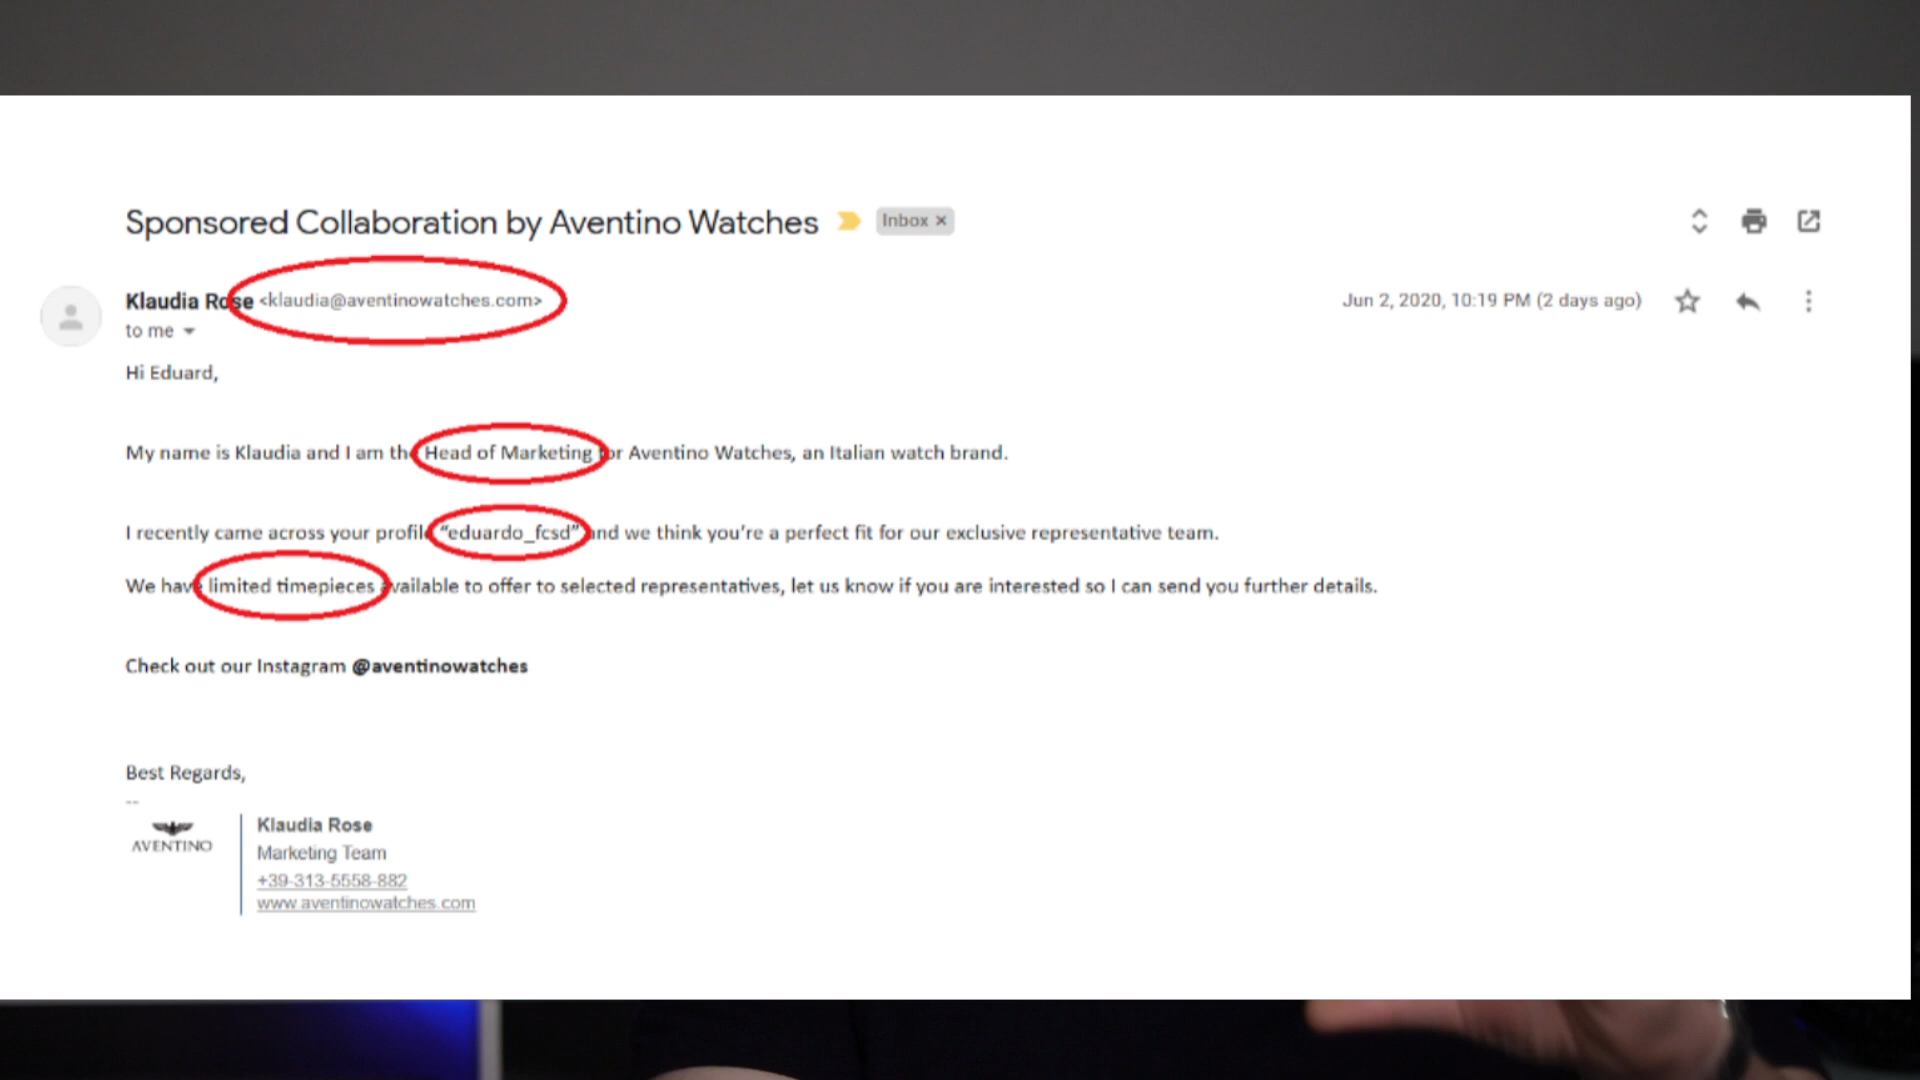 Sponsored Collaboration by Aventino Watches
Inbox ×
Klaudia Rose <klaudia@aventinowatches.com>
Jun 2, 2020, 10:19 PM (2 days ago)
to me
Hi Eduard,
My name is Klaudia and I am the Head of Marketing for Aventino Watches, an Italian watch brand.
I recently came across your profile “eduardo_fcsd” and we think you’re a perfect fit for our exclusive representative team.
We have limited timepieces available to offer to selected representatives, let us know if you are interested so I can send you further details.
Check out our Instagram @aventinowatches
Best Regards,
--
AVENTINO
Klaudia Rose
Marketing Team
+39-313-5558-882
www.aventinowatches.com